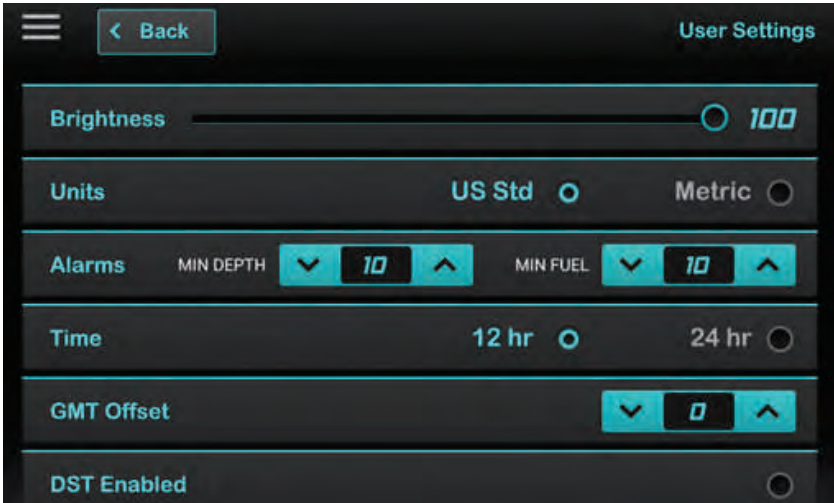 Back
User Settings
Brightness 100
Units US Std Metric
Alarms MIN DEPTH 10 MIN FUEL 10
Time 12 hr 24 hr
GMT Offset 0
DST Enabled